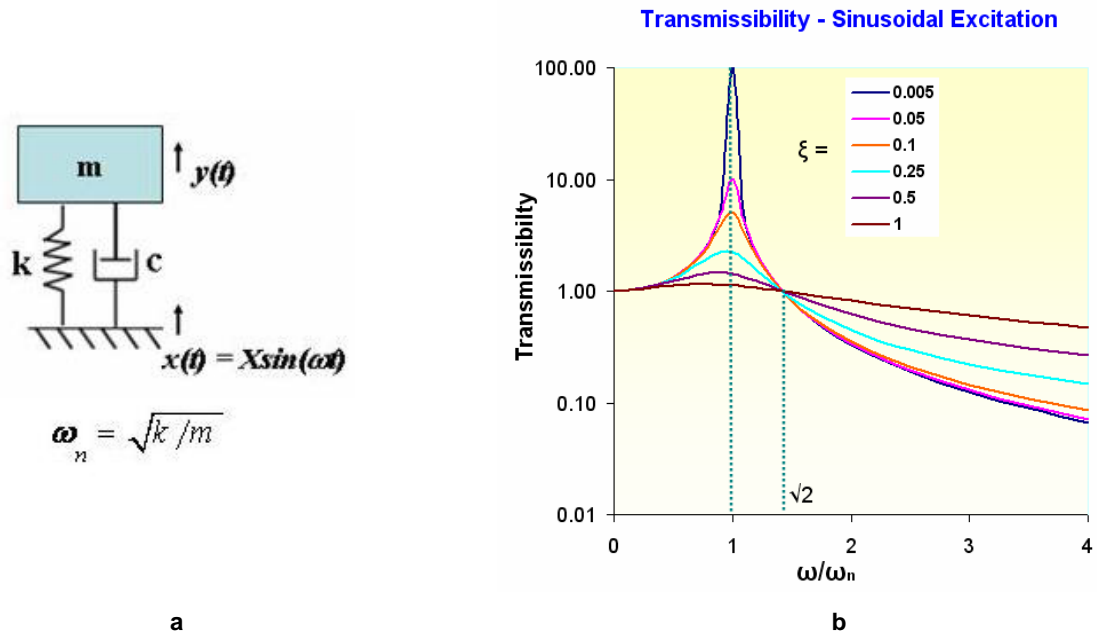 m
y(t)
k
c
x(t) = Xsin(ωt)
ω_n = √k/m
a
Transmissibility - Sinusoidal Excitation
Transmissibilty
100.00
10.00
1.00
0.10
0.01
ξ =
0.005
0.05
0.1
0.25
0.5
1
√2
0 1 2 3 4
ω/ωn
b